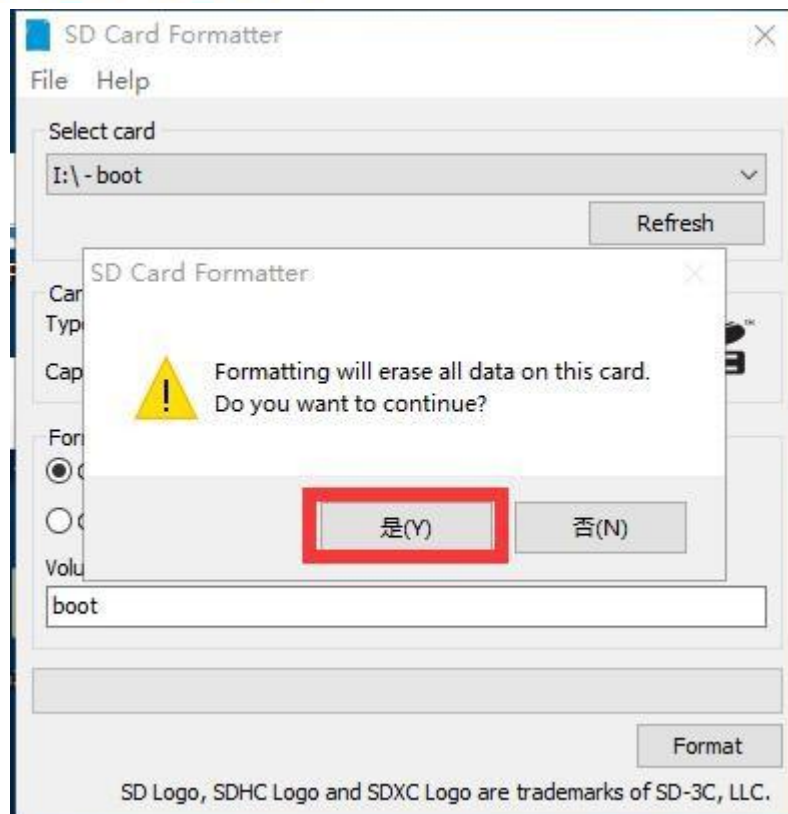 SD Card Formatter
File Help
Select card
I:\ - boot
Refresh
SD Card Formatter
Formatting will erase all data on this card.
Do you want to continue?
是(Y) 否(N)
boot
Format
SD Logo, SDHC Logo and SDXC Logo are trademarks of SD-3C, LLC.